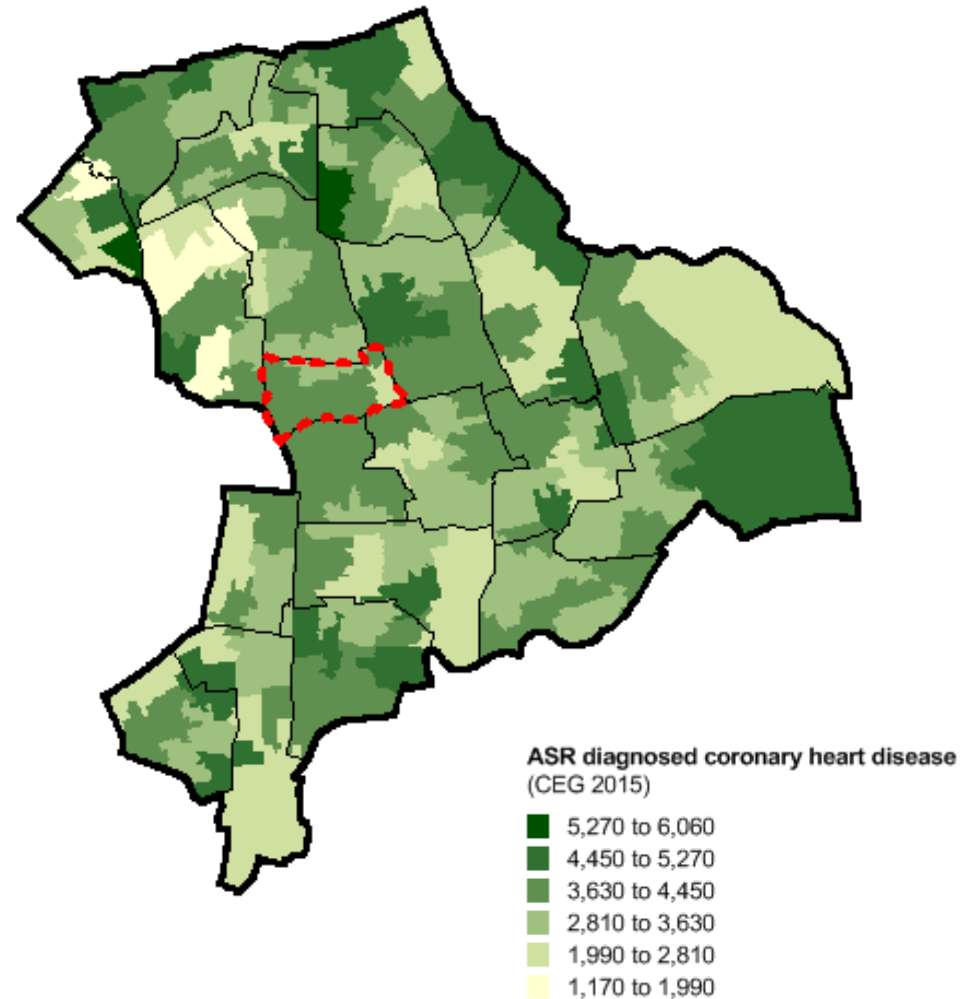 ASR diagnosed coronary heart disease
(CEG 2015)
5,270 to 6,060
4,450 to 5,270
3,630 to 4,450
2,810 to 3,630
1,990 to 2,810
1,170 to 1,990